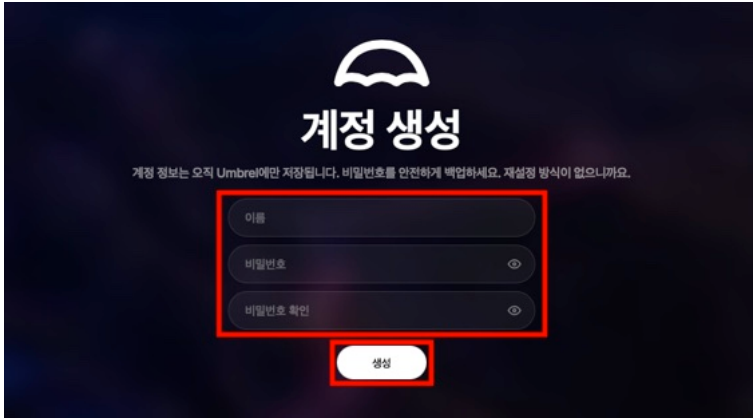 계정 생성
계정 정보는 오직 Umbrel에만 저장됩니다. 비밀번호를 안전하게 백업하세요. 재설정 방식이 없으니까요.
이름
비밀번호
비밀번호 확인
생성